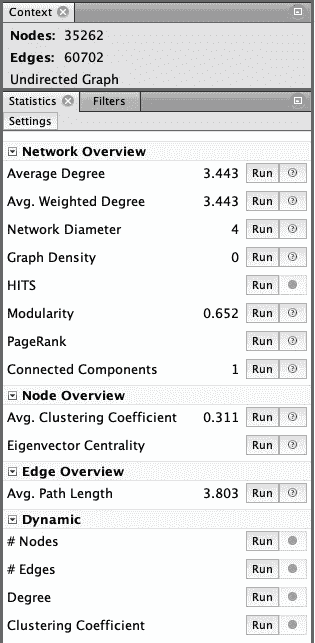 Context
Nodes: 35262
Edges: 60702
Undirected Graph
Statistics Filters
Settings
Network Overview
Average Degree 3.443 Run ?
Avg. Weighted Degree 3.443 Run ?
Network Diameter 4 Run ?
Graph Density 0 Run ?
HITS Run
Modularity 0.652 Run ?
PageRank Run ?
Connected Components 1 Run ?
Node Overview
Avg. Clustering Coefficient 0.311 Run ?
Eigenvector Centrality Run ?
Edge Overview
Avg. Path Length 3.803 Run ?
Dynamic
# Nodes Run
# Edges Run
Degree Run
Clustering Coefficient Run